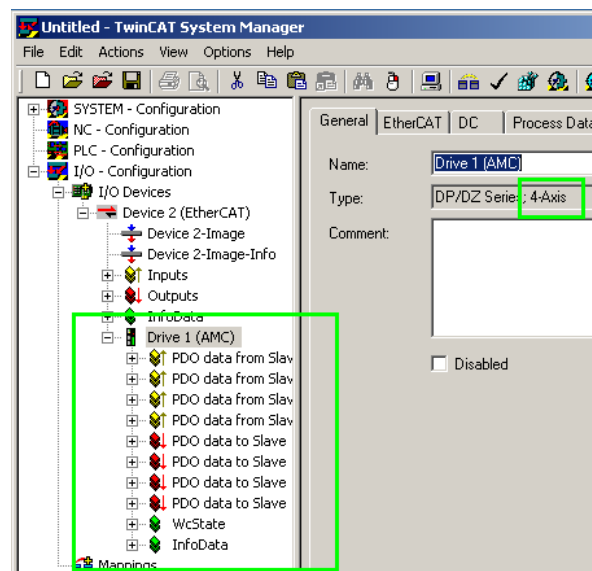 Untitled - TwinCAT System Manager
File Edit Actions View Options Help
SYSTEM - Configuration
NC - Configuration
PLC - Configuration
I/O - Configuration
I/O Devices
Device 2 (EtherCAT)
Device 2-Image
Device 2-Image-Info
Inputs
Outputs
InfoData
Drive 1 (AMC)
PDO data from Slav
PDO data from Slav
PDO data from Slav
PDO data from Slav
PDO data to Slave
PDO data to Slave
PDO data to Slave
PDO data to Slave
WcState
InfoData
Mappings
General EtherCAT DC Process Data
Name: Drive 1 (AMC)
Type: DP/DZ Series; 4-Axis
Comment:
Disabled